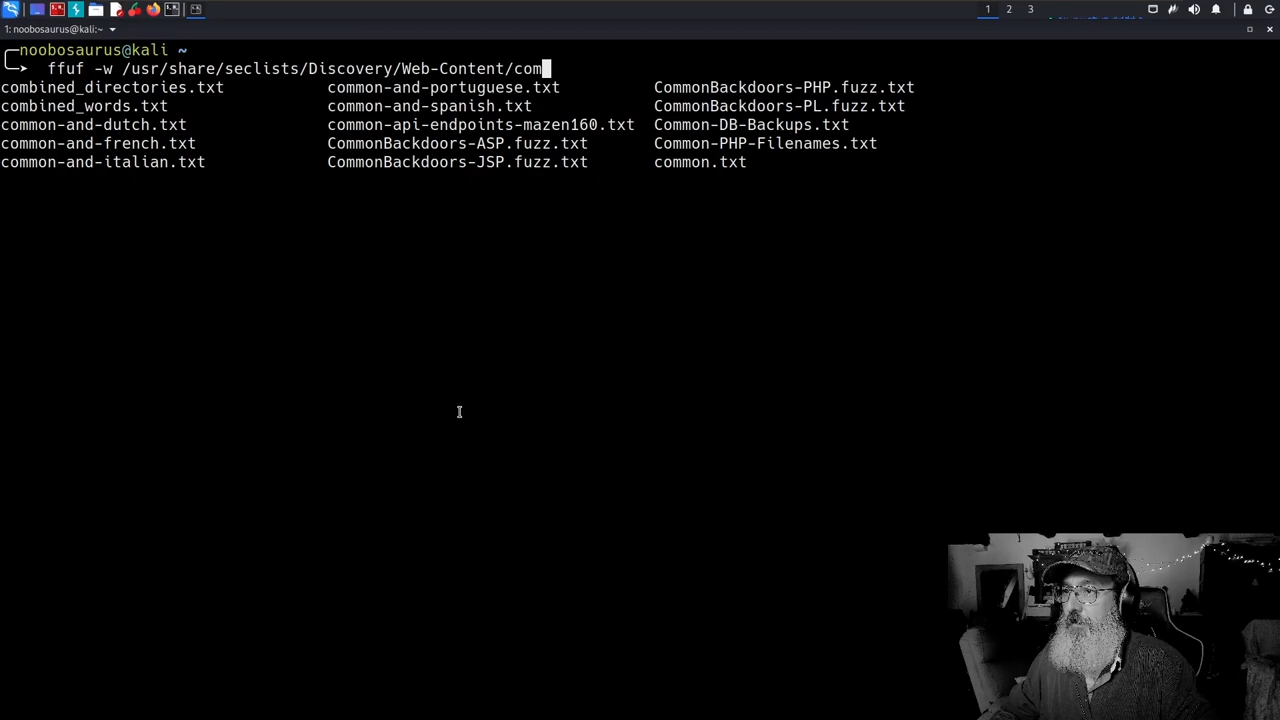 1 2 3
1: noobosaurus@kali:~
noobosaurus@kali ~
ffuf -w /usr/share/seclists/Discovery/Web-Content/com
combined_directories.txt common-and-portuguese.txt CommonBackdoors-PHP.fuzz.txt
combined_words.txt common-and-spanish.txt CommonBackdoors-PL.fuzz.txt
common-and-dutch.txt common-api-endpoints-mazen160.txt Common-DB-Backups.txt
common-and-french.txt CommonBackdoors-ASP.fuzz.txt Common-PHP-Filenames.txt
common-and-italian.txt CommonBackdoors-JSP.fuzz.txt common.txt